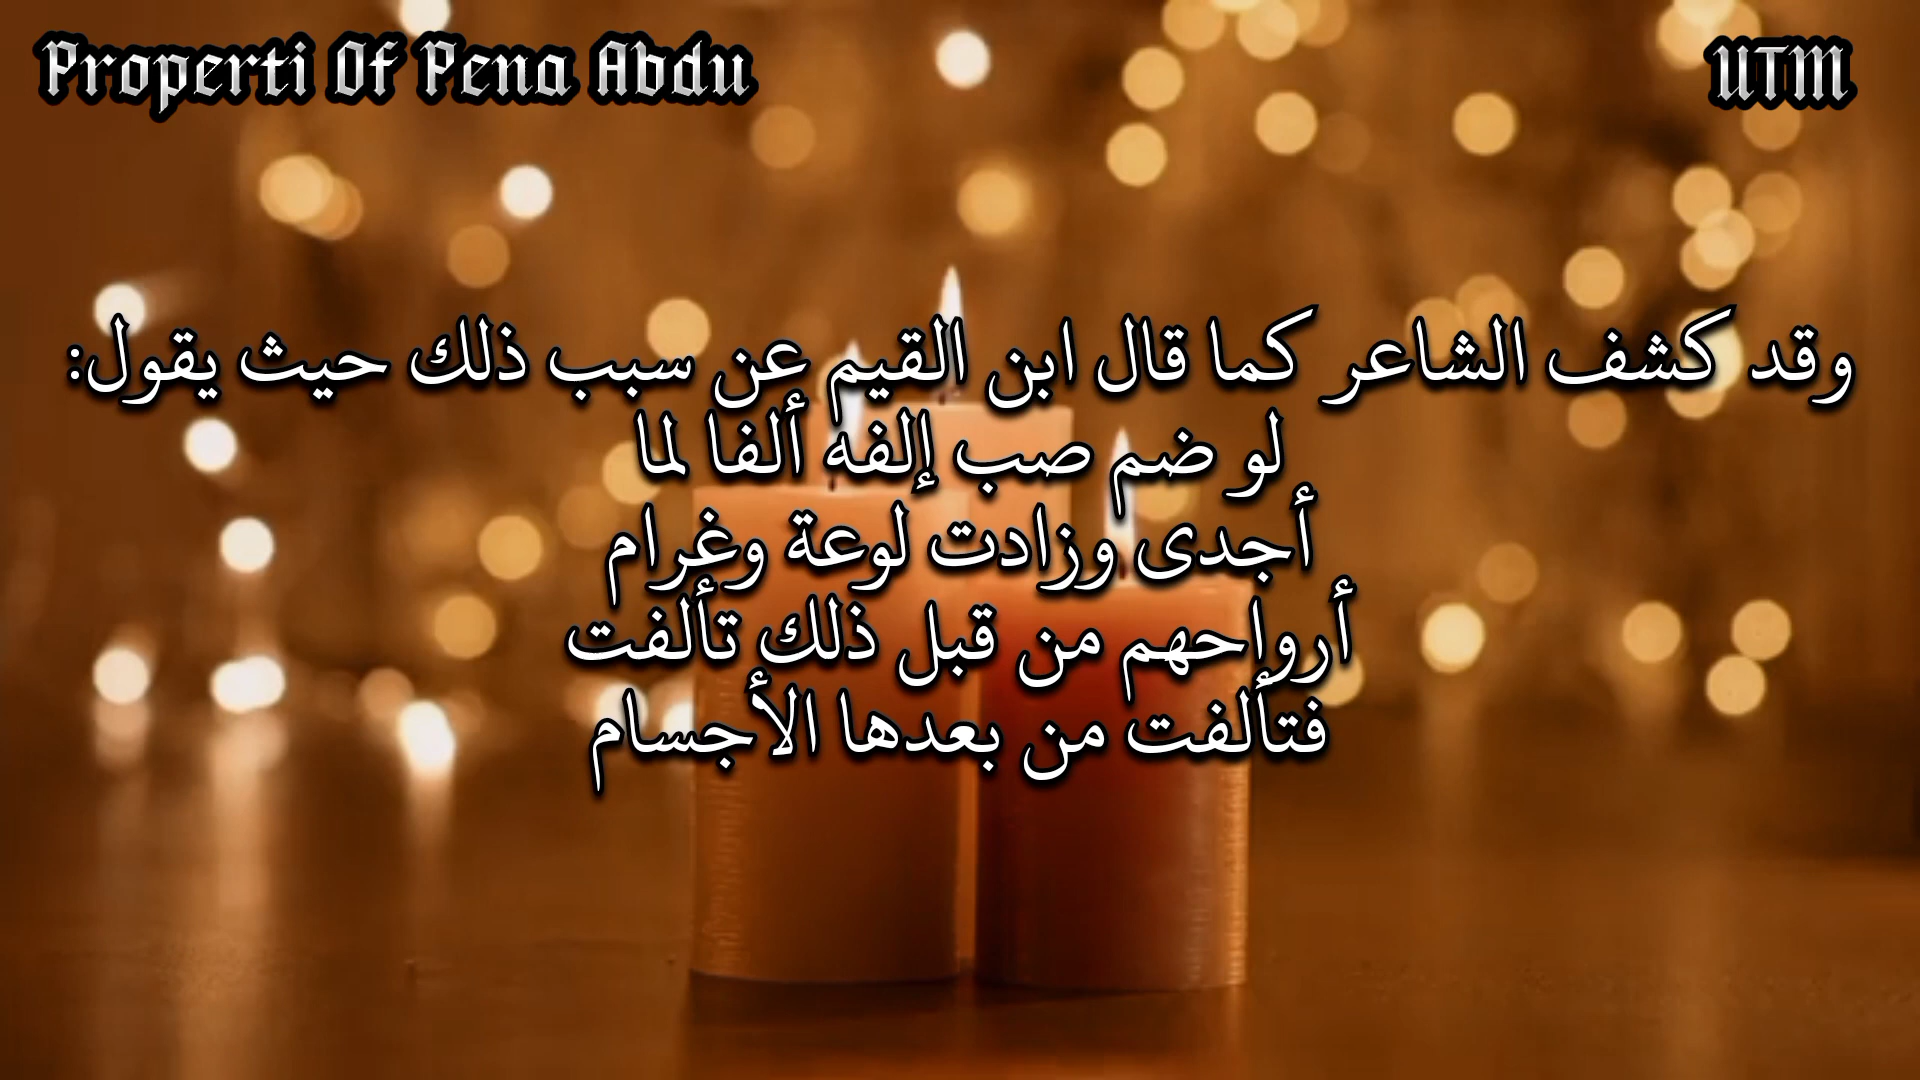 Properti Of Pena Abdu
UTM
وقد كشف الشاعر كما قال ابن القيم عن سبب ذلك حيث يقول:
لو ضم صب إلفه ألفا لما
أجدى وزادت لوعة وغرام
أرواحهم من قبل ذلك تألفت
فتألفت من بعدها الأجسام